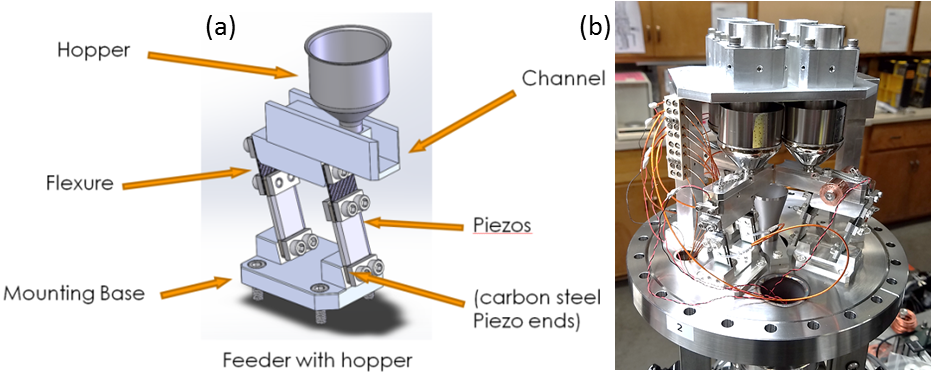 (a)
(b)
Hopper
Channel
Flexure
Piezos
Mounting Base
(carbon steel
Piezo ends)
Feeder with hopper
2